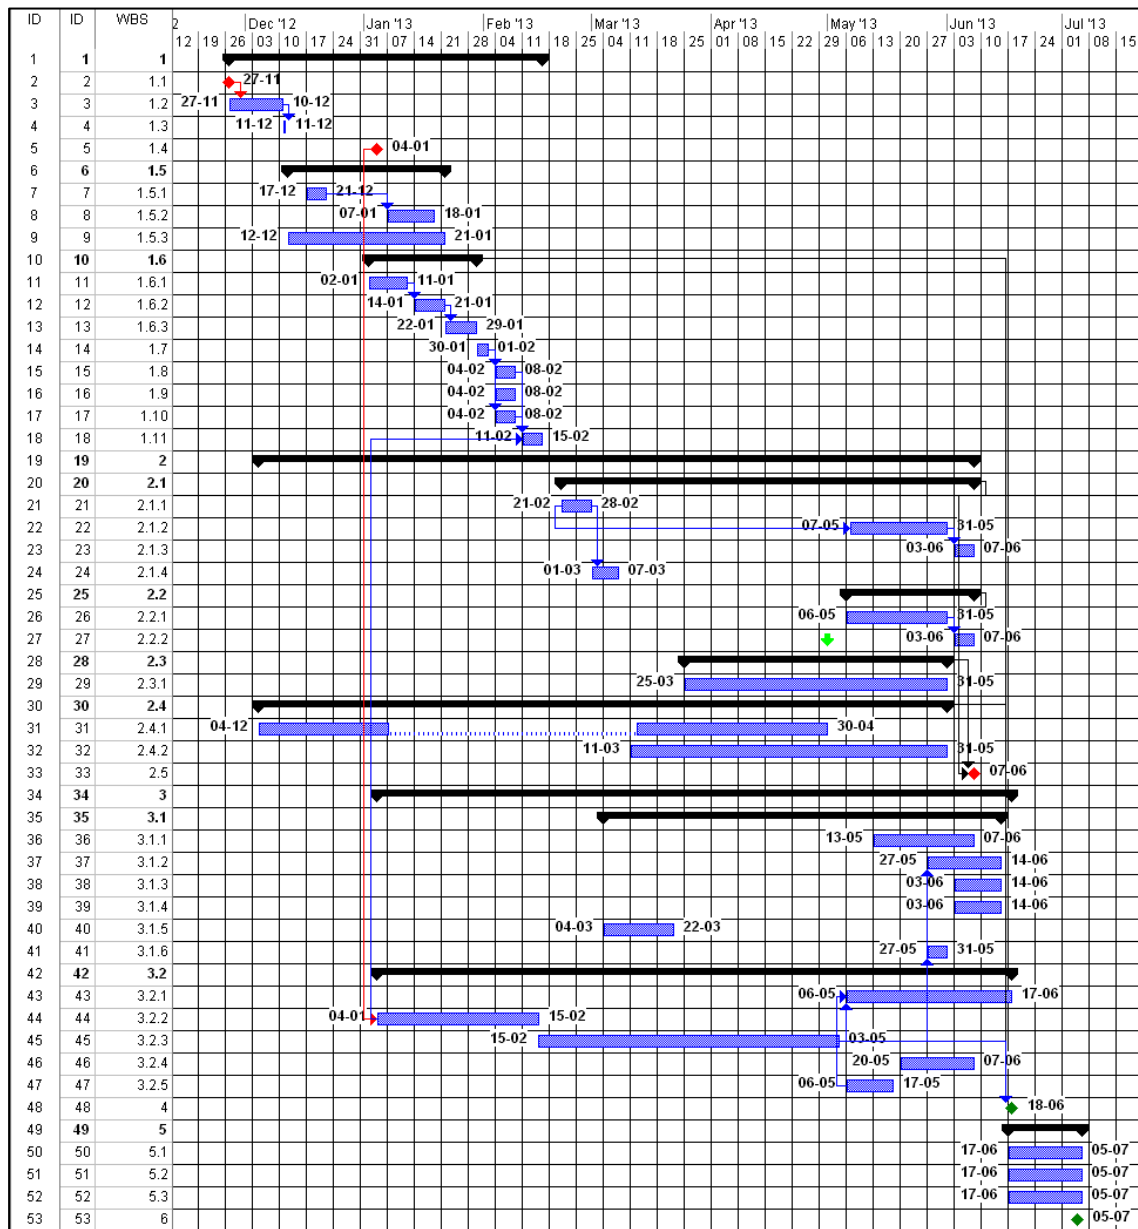 ID ID WBS 2 Dec '12 Jan '13 Feb '13 Mar '13 Apr '13 May '13 Jun '13 Jul '13
12 19 26 03 10 17 24 31 07 14 21 28 04 11 18 25 04 11 18 25 01 08 15 22 29 06 13 20 27 03 10 17 24 01 08 15
1 1 1
2 2 1.1 27-11
3 3 1.2 27-11 10-12
4 4 1.3 11-12 11-12
5 5 1.4 04-01
6 6 1.5
7 7 1.5.1 17-12 21-12
8 8 1.5.2 07-01 18-01
9 9 1.5.3 12-12 21-01
10 10 1.6
11 11 1.6.1 02-01 11-01
12 12 1.6.2 14-01 21-01
13 13 1.6.3 22-01 29-01
14 14 1.7 30-01 01-02
15 15 1.8 04-02 08-02
16 16 1.9 04-02 08-02
17 17 1.10 04-02 08-02
18 18 1.11 11-02 15-02
19 19 2
20 20 2.1
21 21 2.1.1 21-02 28-02
22 22 2.1.2 07-05 31-05
23 23 2.1.3 03-06 07-06
24 24 2.1.4 01-03 07-03
25 25 2.2
26 26 2.2.1 06-05 31-05
27 27 2.2.2 03-06 07-06
28 28 2.3
29 29 2.3.1 25-03 31-05
30 30 2.4
31 31 2.4.1 04-12 30-04
32 32 2.4.2 11-03 31-05
33 33 2.5 07-06
34 34 3
35 35 3.1
36 36 3.1.1 13-05 07-06
37 37 3.1.2 27-05 14-06
38 38 3.1.3 03-06 14-06
39 39 3.1.4 03-06 14-06
40 40 3.1.5 04-03 22-03
41 41 3.1.6 27-05 31-05
42 42 3.2
43 43 3.2.1 06-05 17-06
44 44 3.2.2 04-01 15-02
45 45 3.2.3 15-02 03-05
46 46 3.2.4 20-05 07-06
47 47 3.2.5 06-05 17-05
48 48 4 18-06
49 49 5
50 50 5.1 17-06 05-07
51 51 5.2 17-06 05-07
52 52 5.3 17-06 05-07
53 53 6 05-07